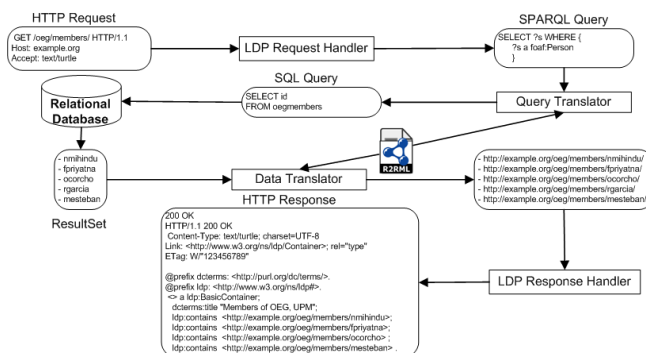 HTTP Request
GET /oeg/members/ HTTP/1.1
Host: example.org
Accept: text/turtle
LDP Request Handler
SPARQL Query
SELECT ?s WHERE {
?s a foaf:Person
}
SQL Query
SELECT id
FROM oegmembers
Query Translator
Relational
Database
R2RML
- nmihindu
- fpriyatna
- ocorcho
- rgarcia
- mesteban
ResultSet
Data Translator
- http://example.org/oeg/members/nmihindu/
- http://example.org/oeg/members/fpriyatna/
- http://example.org/oeg/members/ocorcho/
- http://example.org/oeg/members/rgarcia/
- http://example.org/oeg/members/mesteban/
HTTP Response
200 OK
HTTP/1.1 200 OK
Content-Type: text/turtle; charset=UTF-8
Link: <http://www.w3.org/ns/ldp/Container>; rel="type"
ETag: W/"123456789"
@prefix dcterms: <http://purl.org/dc/terms/>.
@prefix ldp: <http://www.w3.org/ns/ldp#>.
<> a ldp:BasicContainer;
dcterms:title "Members of OEG, UPM";
ldp:contains <http://example.org/oeg/members/nmihindu>;
ldp:contains <http://example.org/oeg/members/fpriyatna>;
ldp:contains <http://example.org/oeg/members/ocorcho> ;
ldp:contains <http://example.org/oeg/members/mesteban> .
LDP Response Handler